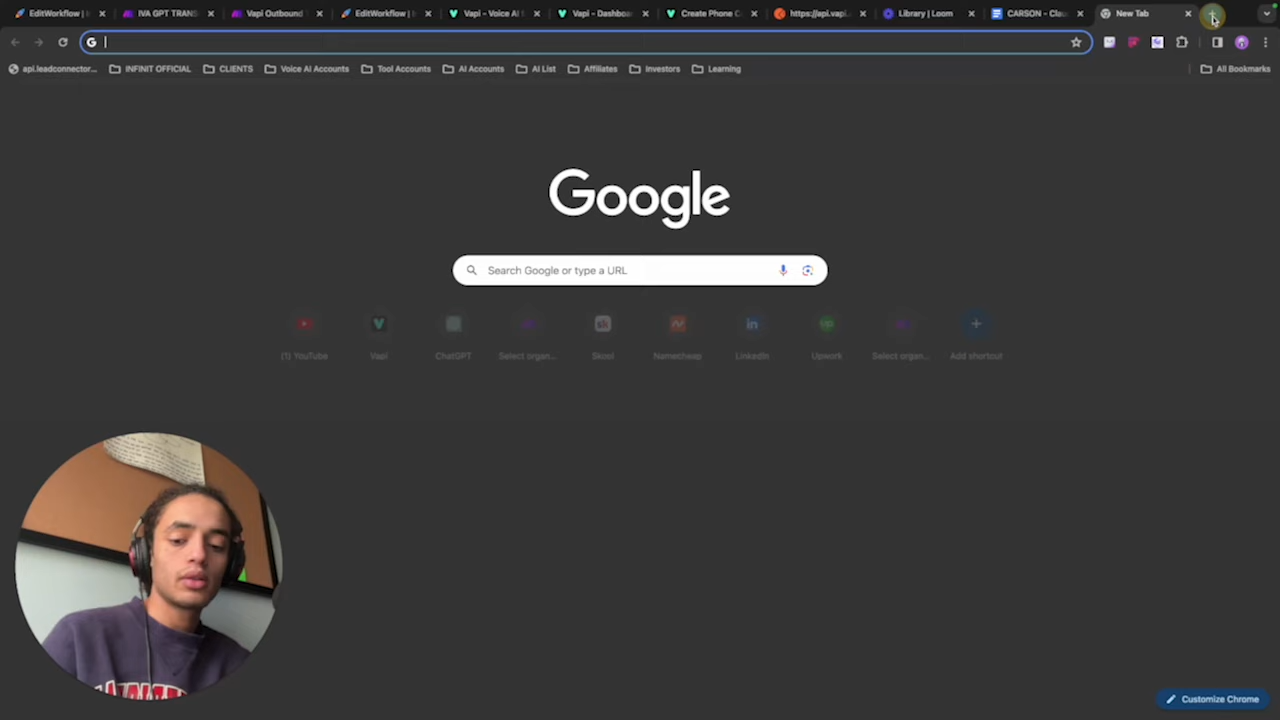 EditWorkflow |
IVA GPT TRANS
Vapi Outbound
EditWorkflow |
Vapi - Voice AI f
Vapi - Dashboa
Create Phone C
https://api.vapi.
Library | Loom
CARSON - Clou
New Tab
api.leadconnector...
INFINIT OFFICIAL
CLIENTS
Voice AI Accounts
Tool Accounts
AI Accounts
AI List
Affiliates
Investors
Learning
All Bookmarks
Google
Search Google or type a URL
(1) YouTube
Vapi
ChatGPT
Select organ...
Skool
Namecheap
LinkedIn
Upwork
Select organ...
Add shortcut
Customize Chrome